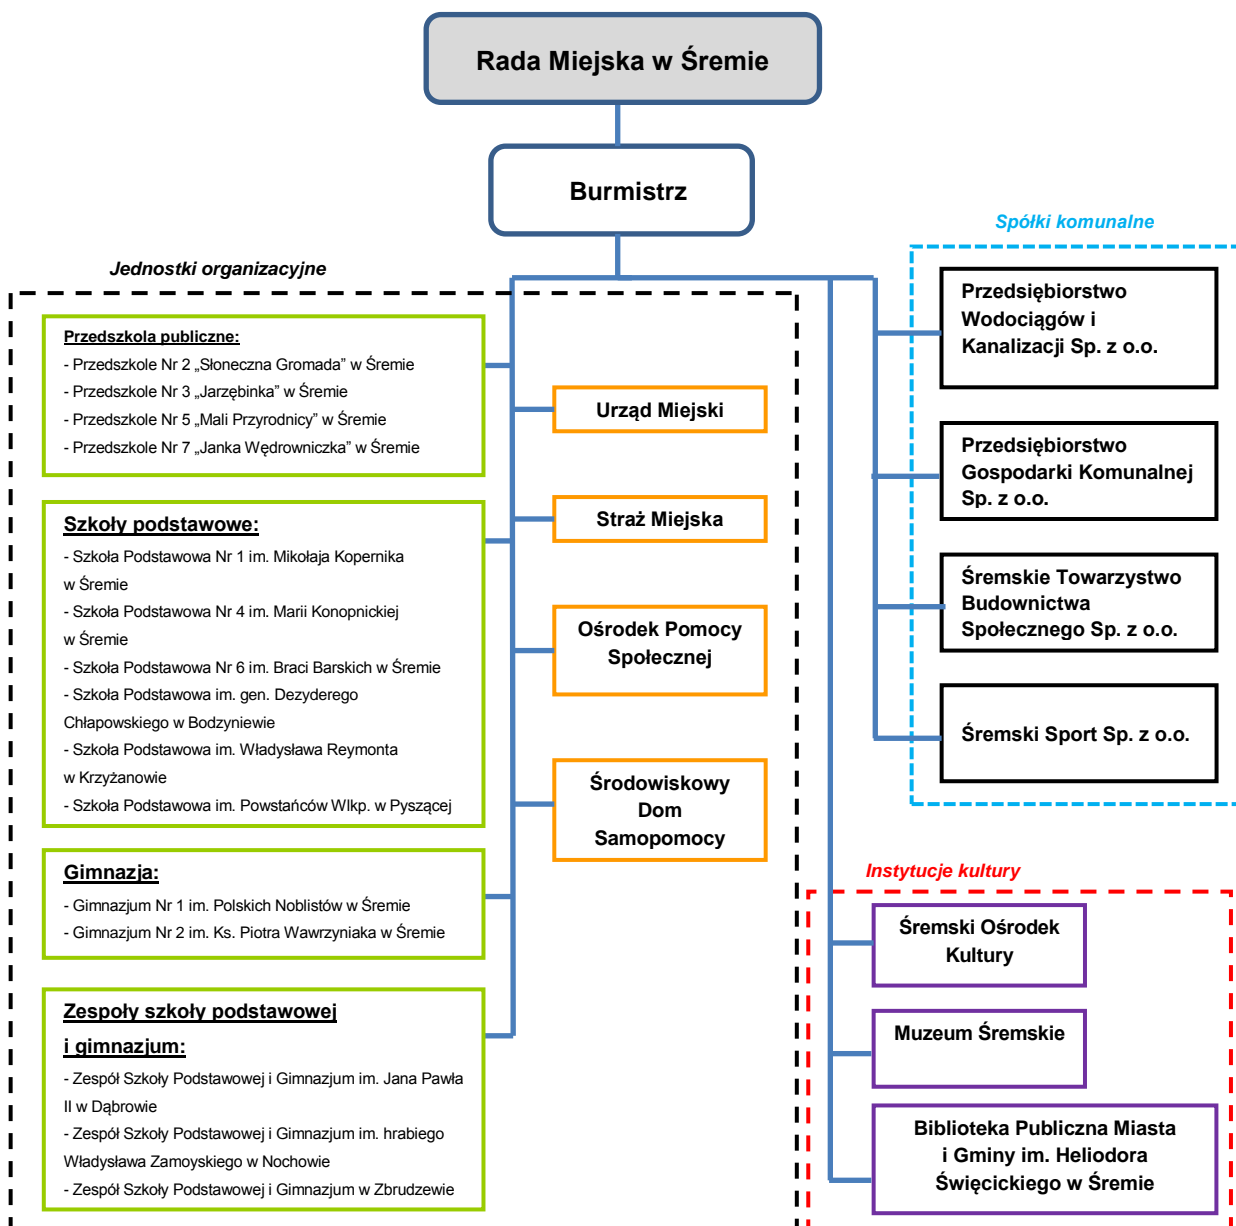 Rada Miejska w Śremie
Burmistrz
Jednostki organizacyjne
Przedszkola publiczne:
- Przedszkole Nr 2 „Słoneczna Gromada” w Śremie
- Przedszkole Nr 3 „Jarzębinka” w Śremie
- Przedszkole Nr 5 „Mali Przyrodnicy” w Śremie
- Przedszkole Nr 7 „Janka Wędrowniczka” w Śremie
Szkoły podstawowe:
- Szkoła Podstawowa Nr 1 im. Mikołaja Kopernika
w Śremie
- Szkoła Podstawowa Nr 4 im. Marii Konopnickiej
w Śremie
- Szkoła Podstawowa Nr 6 im. Braci Barskich w Śremie
- Szkoła Podstawowa im. gen. Dezyderego
Chłapowskiego w Bodzyniewie
- Szkoła Podstawowa im. Władysława Reymonta
w Krzyżanowie
- Szkoła Podstawowa im. Powstańców Wlkp. w Pyszącej
Gimnazja:
- Gimnazjum Nr 1 im. Polskich Noblistów w Śremie
- Gimnazjum Nr 2 im. Ks. Piotra Wawrzyniaka w Śremie
Zespoły szkoły podstawowej
i gimnazjum:
- Zespół Szkoły Podstawowej i Gimnazjum im. Jana Pawła
II w Dąbrowie
- Zespół Szkoły Podstawowej i Gimnazjum im. hrabiego
Władysława Zamoyskiego w Nochowie
- Zespół Szkoły Podstawowej i Gimnazjum w Zbrudzewie
Urząd Miejski
Straż Miejska
Ośrodek Pomocy
Społecznej
Środowiskowy
Dom
Samopomocy
Spółki komunalne
Przedsiębiorstwo
Wodociągów i
Kanalizacji Sp. z o.o.
Przedsiębiorstwo
Gospodarki Komunalnej
Sp. z o.o.
Śremskie Towarzystwo
Budownictwa
Społecznego Sp. z o.o.
Śremski Sport Sp. z o.o.
Instytucje kultury
Śremski Ośrodek
Kultury
Muzeum Śremskie
Biblioteka Publiczna Miasta
i Gminy im. Heliodora
Święcickiego w Śremie